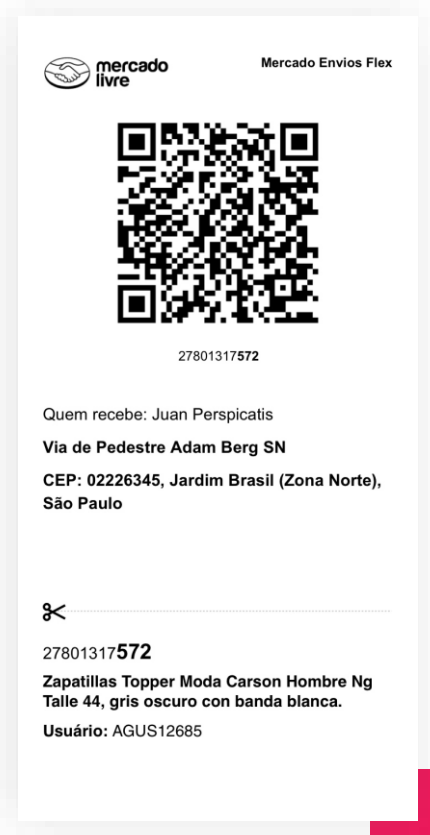 mercado
livre
Mercado Envios Flex
27801317572
Quem recebe: Juan Perspicatis
Via de Pedestre Adam Berg SN
CEP: 02226345, Jardim Brasil (Zona Norte),
São Paulo
27801317572
Zapatillas Topper Moda Carson Hombre Ng
Talle 44, gris oscuro con banda blanca.
Usuário: AGUS12685